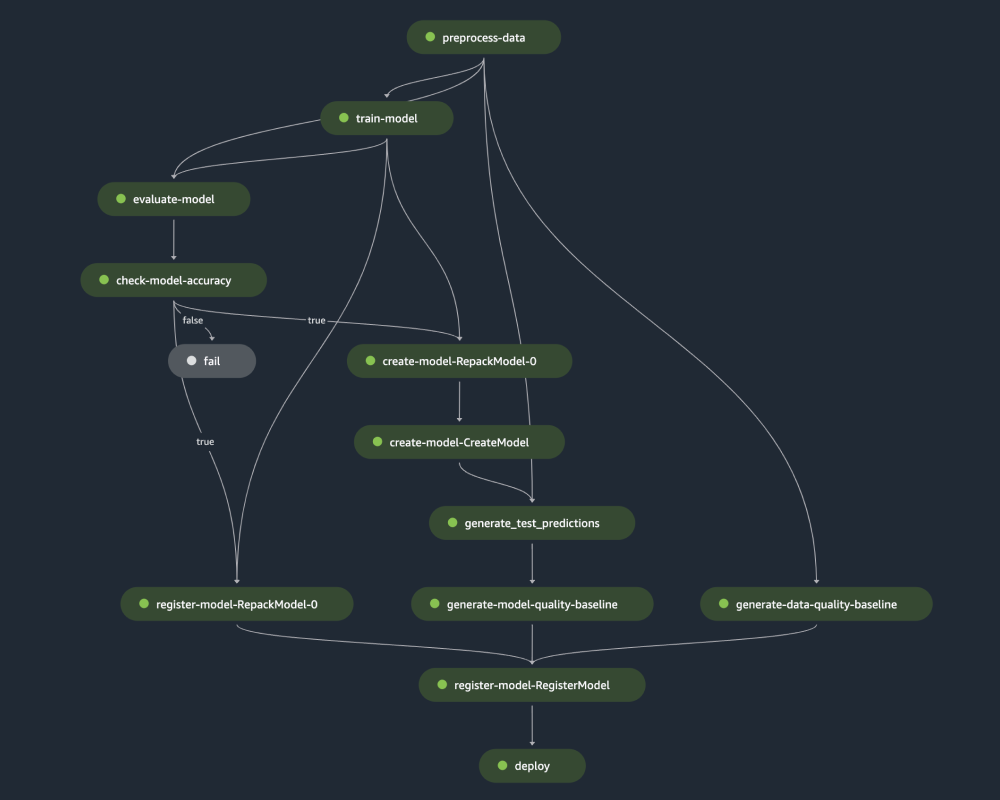 preprocess-data
train-model
evaluate-model
check-model-accuracy
false
true
fail
create-model-RepackModel-0
true
create-model-CreateModel
generate_test_predictions
register-model-RepackModel-0
generate-model-quality-baseline
generate-data-quality-baseline
register-model-RegisterModel
deploy